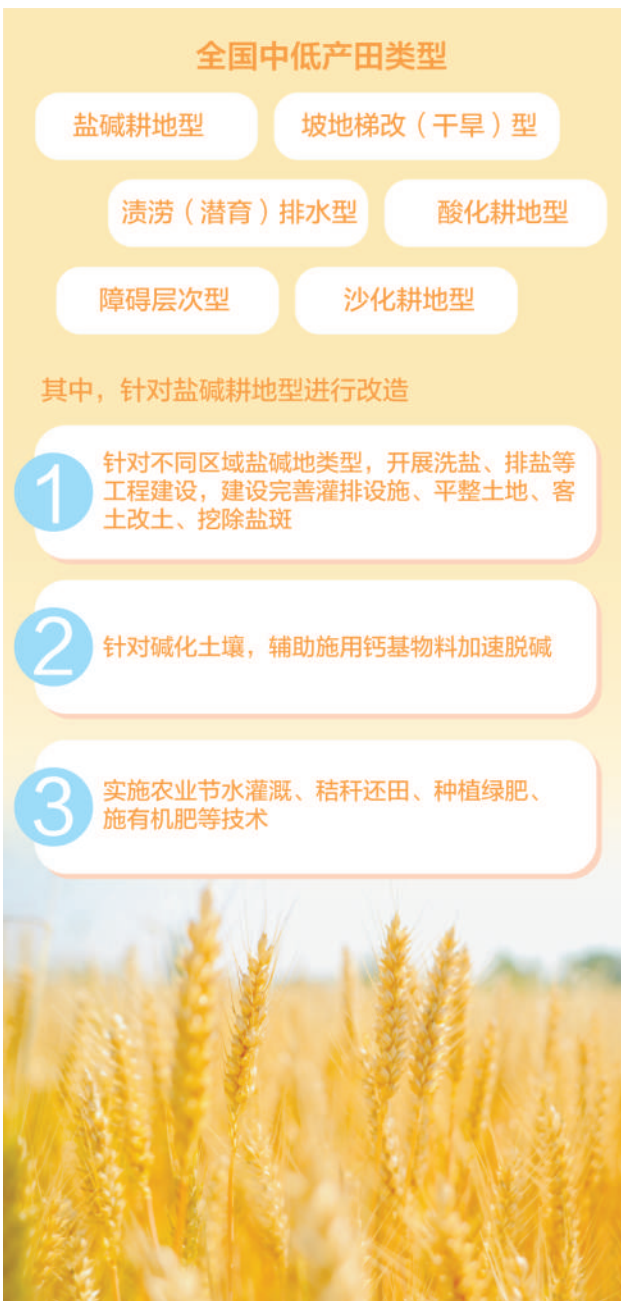 全国中低产田类型
盐碱耕地型
坡地梯改（干旱）型
渍涝（潜育）排水型
酸化耕地型
障碍层次型
沙化耕地型
其中，针对盐碱耕地型进行改造
1
针对不同区域盐碱地类型，开展洗盐、排盐等
工程建设，建设完善灌排设施、平整土地、客
土改土、挖除盐斑
2
针对碱化土壤，辅助施用钙基物料加速脱碱
3
实施农业节水灌溉、秸秆还田、种植绿肥、
施有机肥等技术